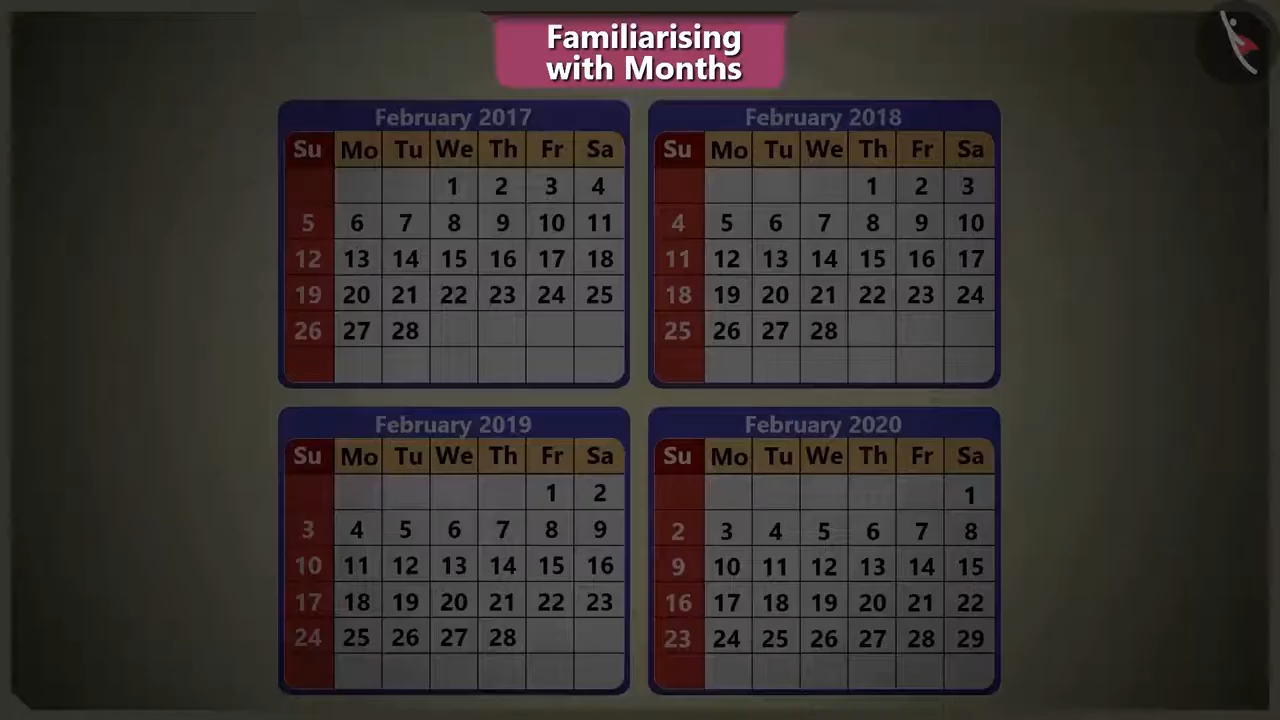 Familiarising
with Months
February 2017
Su Mo Tu We Th Fr Sa
1 2 3 4
5 6 7 8 9 10 11
12 13 14 15 16 17 18
19 20 21 22 23 24 25
26 27 28
February 2018
Su Mo Tu We Th Fr Sa
1 2 3
4 5 6 7 8 9 10
11 12 13 14 15 16 17
18 19 20 21 22 23 24
25 26 27 28
February 2019
Su Mo Tu We Th Fr Sa
1 2
3 4 5 6 7 8 9
10 11 12 13 14 15 16
17 18 19 20 21 22 23
24 25 26 27 28
February 2020
Su Mo Tu We Th Fr Sa
1
2 3 4 5 6 7 8
9 10 11 12 13 14 15
16 17 18 19 20 21 22
23 24 25 26 27 28 29